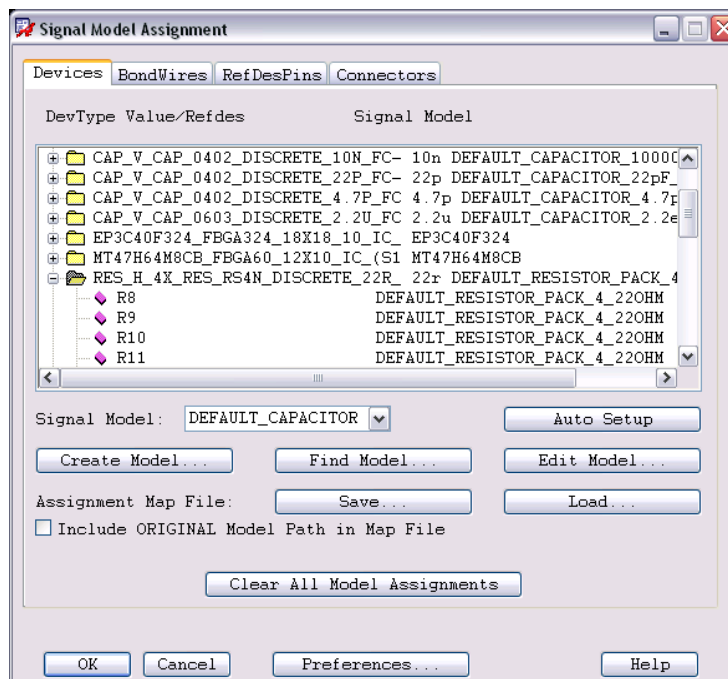 Signal Model Assignment
Devices BondWires RefDesPins Connectors
DevType Value/Refdes Signal Model
CAP_V_CAP_0402_DISCRETE_10N_FC- 10n DEFAULT_CAPACITOR_1000
CAP_V_CAP_0402_DISCRETE_22P_FC- 22p DEFAULT_CAPACITOR_22pF_
CAP_V_CAP_0402_DISCRETE_4.7P_FC 4.7p DEFAULT_CAPACITOR_4.7p
CAP_V_CAP_0603_DISCRETE_2.2U_FC 2.2u DEFAULT_CAPACITOR_2.2e
EP3C40F324_FBGA324_18X18_10_IC_ EP3C40F324
MT47H64M8CB_FBGA60_12X10_IC_(S1 MT47H64M8CB
RES_H_4X_RES_RS4N_DISCRETE_22R_ 22r DEFAULT_RESISTOR_PACK_4
R8 DEFAULT_RESISTOR_PACK_4_22OHM
R9 DEFAULT_RESISTOR_PACK_4_22OHM
R10 DEFAULT_RESISTOR_PACK_4_22OHM
R11 DEFAULT_RESISTOR_PACK_4_22OHM
Signal Model: DEFAULT_CAPACITOR Auto Setup
Create Model... Find Model... Edit Model...
Assignment Map File: Save... Load...
Include ORIGINAL Model Path in Map File
Clear All Model Assignments
OK Cancel Preferences... Help